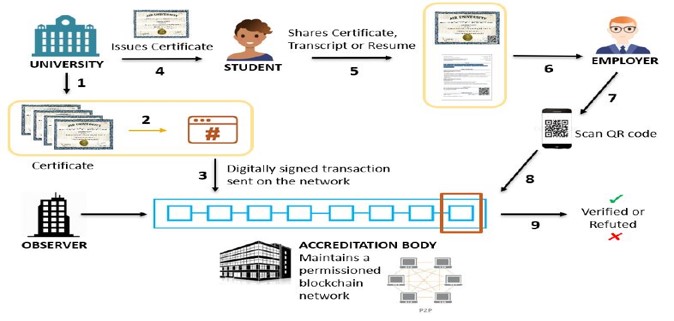 Issues Certificate
UNIVERSITY
4
STUDENT
Shares Certificate,
Transcript or Resume
5
6
EMPLOYER
1
2
#
7
Scan QR code
Certificate
3
Digitally signed transaction
sent on the network
8
OBSERVER
9
Verified or
Refuted
ACCREDITATION BODY
Maintains a
permissioned
blockchain
network
P2P